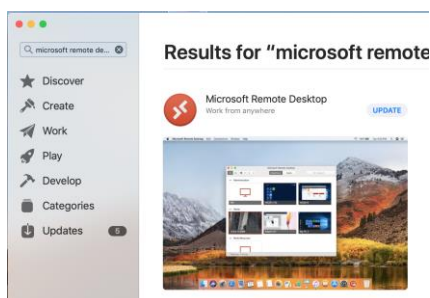 microsoft remote de...
Discover
Create
Work
Play
Develop
Categories
Updates 5
Results for “microsoft remote
Microsoft Remote Desktop
Work from anywhere
UPDATE